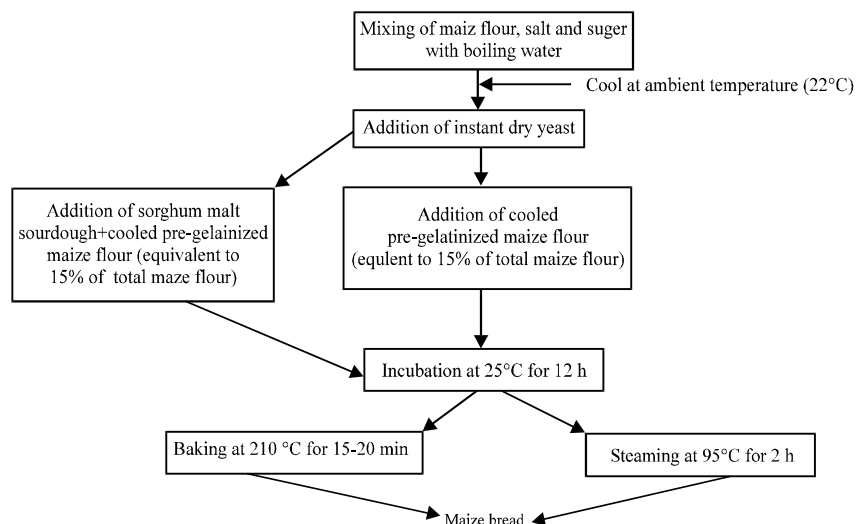 Mixing of maiz flour, salt and suger
with boiling water
Cool at ambient temperature (22°C)
Addition of instant dry yeast
Addition of sorghum malt
sourdough+cooled pre-gelainized
maize flour (equivalent to
15% of total maze flour)
Addition of cooled
pre-gelatinized maize flour
(equlent to 15% of total maize flour)
Incubation at 25°C for 12 h
Baking at 210 °C for 15-20 min
Steaming at 95°C for 2 h
Maize bread